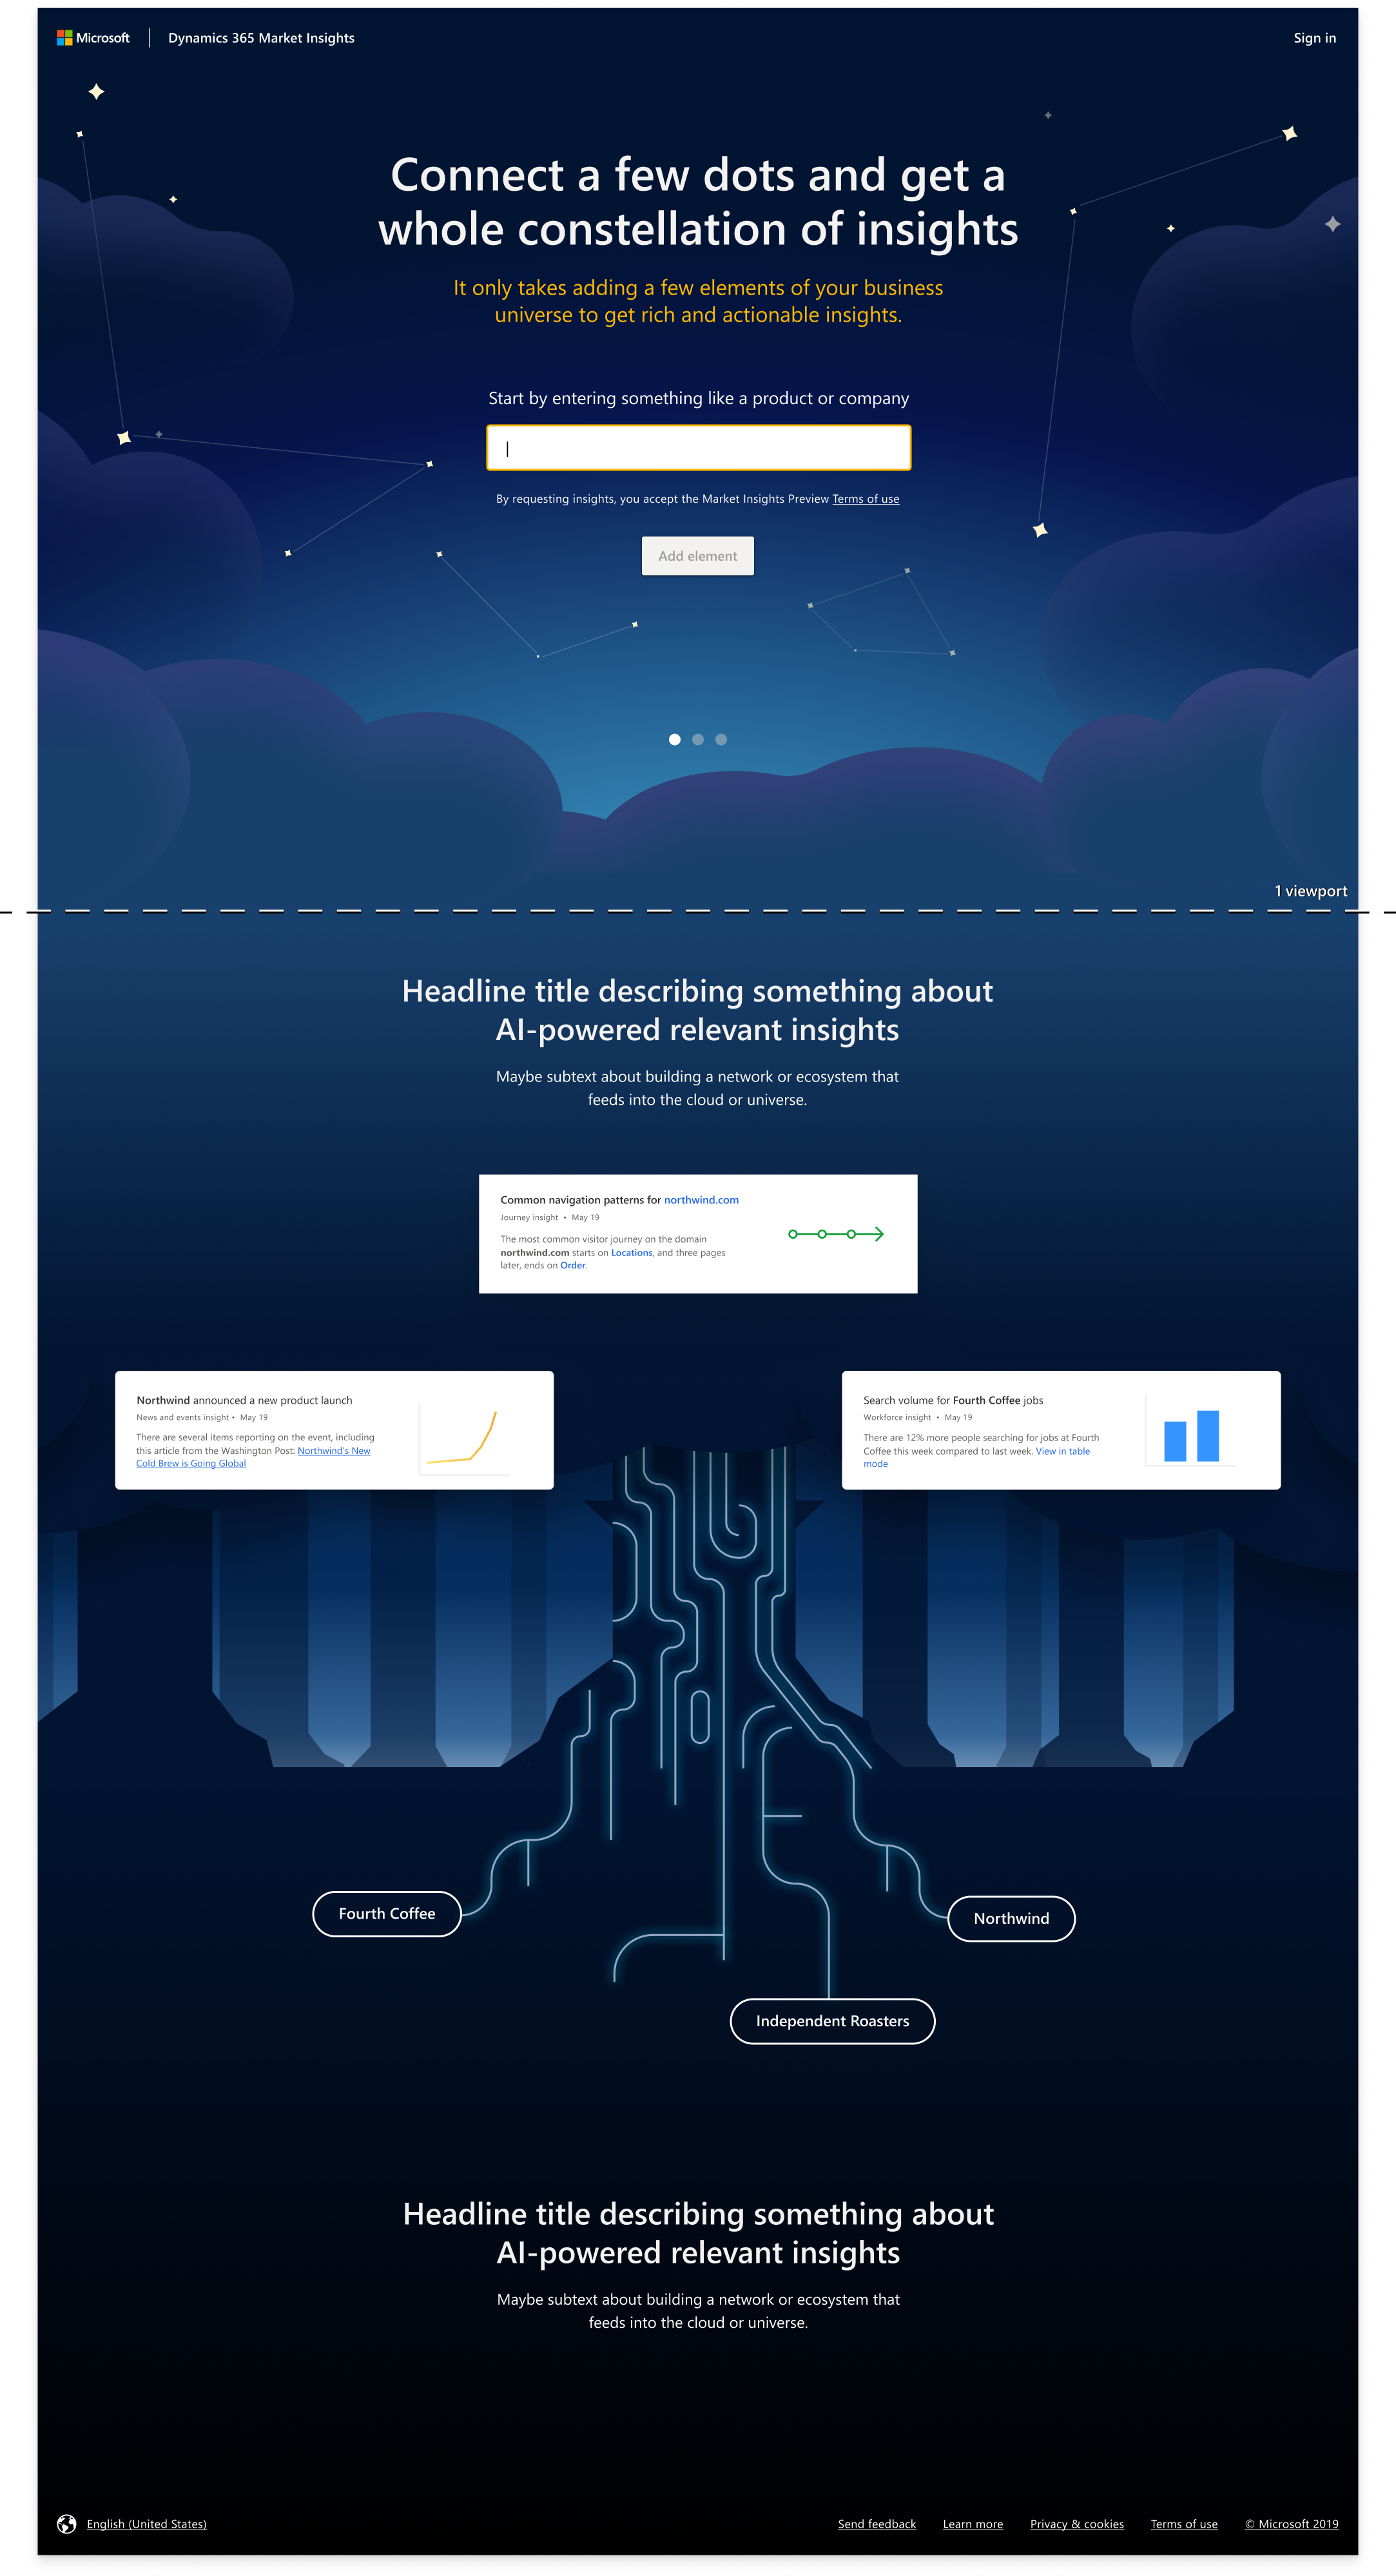 Microsoft
Dynamics 365 Market Insights
Sign in
Connect a few dots and get a
whole constellation of insights
It only takes adding a few elements of your business
universe to get rich and actionable insights.
Start by entering something like a product or company
By requesting insights, you accept the Market Insights Preview Terms of use
Add element
1 viewport
Headline title describing something about
AI-powered relevant insights
Maybe subtext about building a network or ecosystem that
feeds into the cloud or universe.
Common navigation patterns for northwind.com
Journey insight • May 19
The most common visitor journey on the domain
northwind.com starts on Locations, and three pages
later, ends on Order.
Northwind announced a new product launch
News and events insight • May 19
There are several items reporting on the event, including
this article from the Washington Post: Northwind's New
Cold Brew is Going Global
Search volume for Fourth Coffee jobs
Workforce insight • May 19
There are 12% more people searching for jobs at Fourth
Coffee this week compared to last week. View in table
mode
Fourth Coffee
Northwind
Independent Roasters
Headline title describing something about
AI-powered relevant insights
Maybe subtext about building a network or ecosystem that
feeds into the cloud or universe.
English (United States)
Send feedback
Learn more
Privacy & cookies
Terms of use
© Microsoft 2019